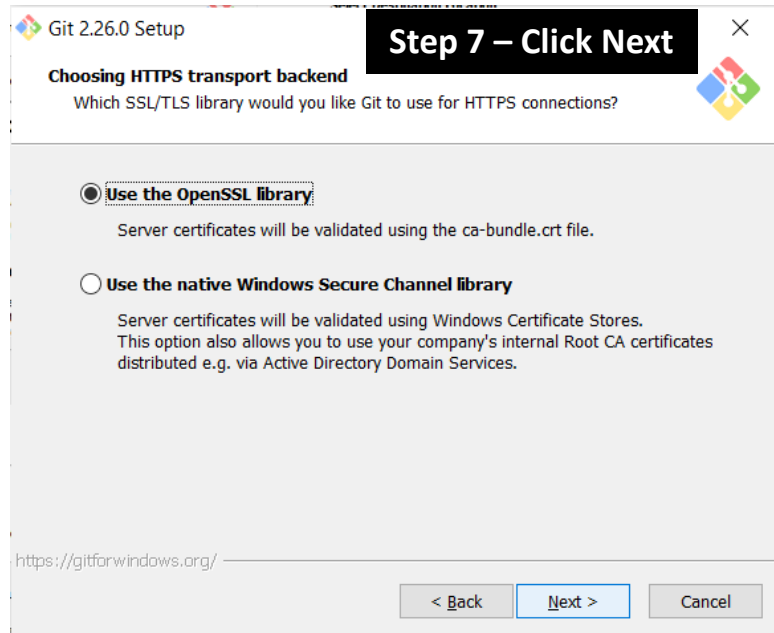 Git 2.26.0 Setup
Step 7 – Click Next
Choosing HTTPS transport backend
Which SSL/TLS library would you like Git to use for HTTPS connections?
Use the OpenSSL library
Server certificates will be validated using the ca-bundle.crt file.
Use the native Windows Secure Channel library
Server certificates will be validated using Windows Certificate Stores.
This option also allows you to use your company's internal Root CA certificates
distributed e.g. via Active Directory Domain Services.
https://gitforwindows.org/
< Back Next > Cancel